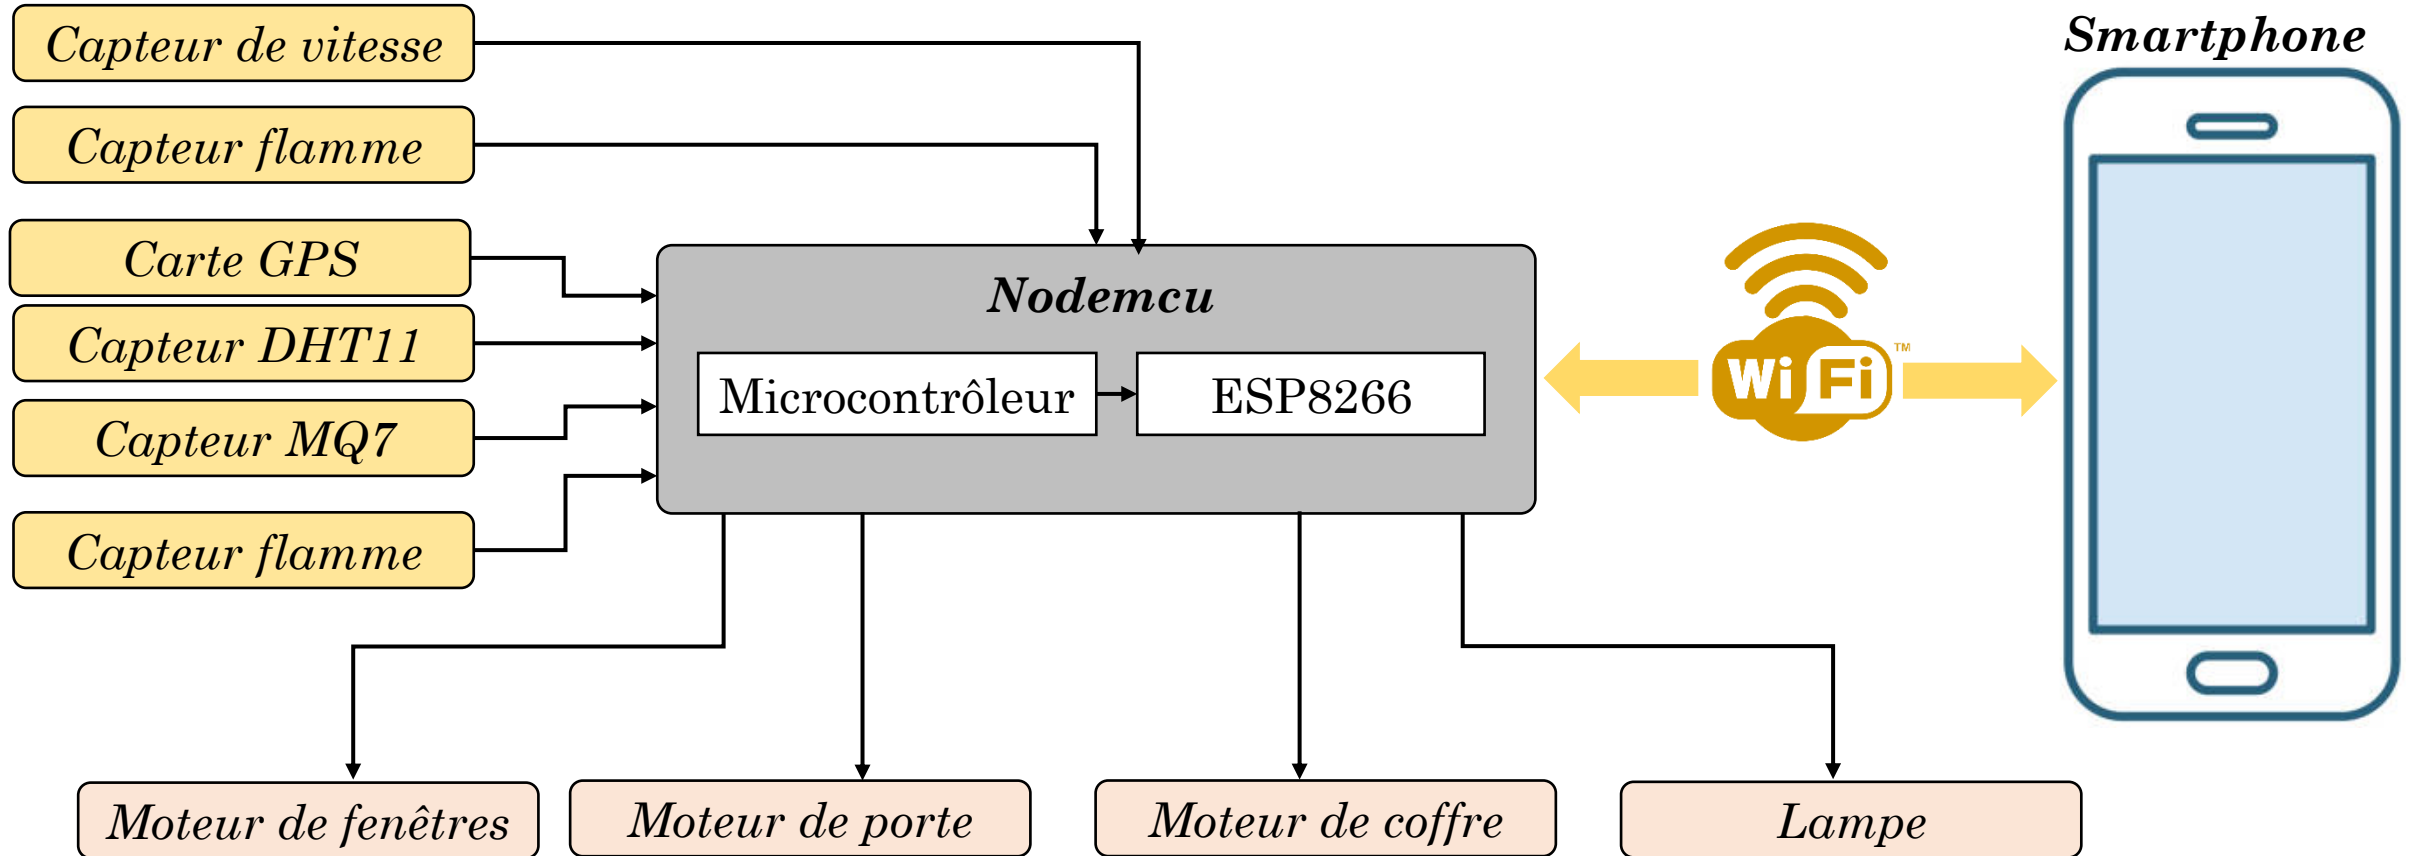 Capteur de vitesse
Smartphone
Capteur flamme
Carte GPS
Nodemcu
Capteur DHT11
Microcontrôleur
ESP8266
Wi Fi TM
Capteur MQ7
Capteur flamme
Moteur de fenêtres
Moteur de porte
Moteur de coffre
Lampe